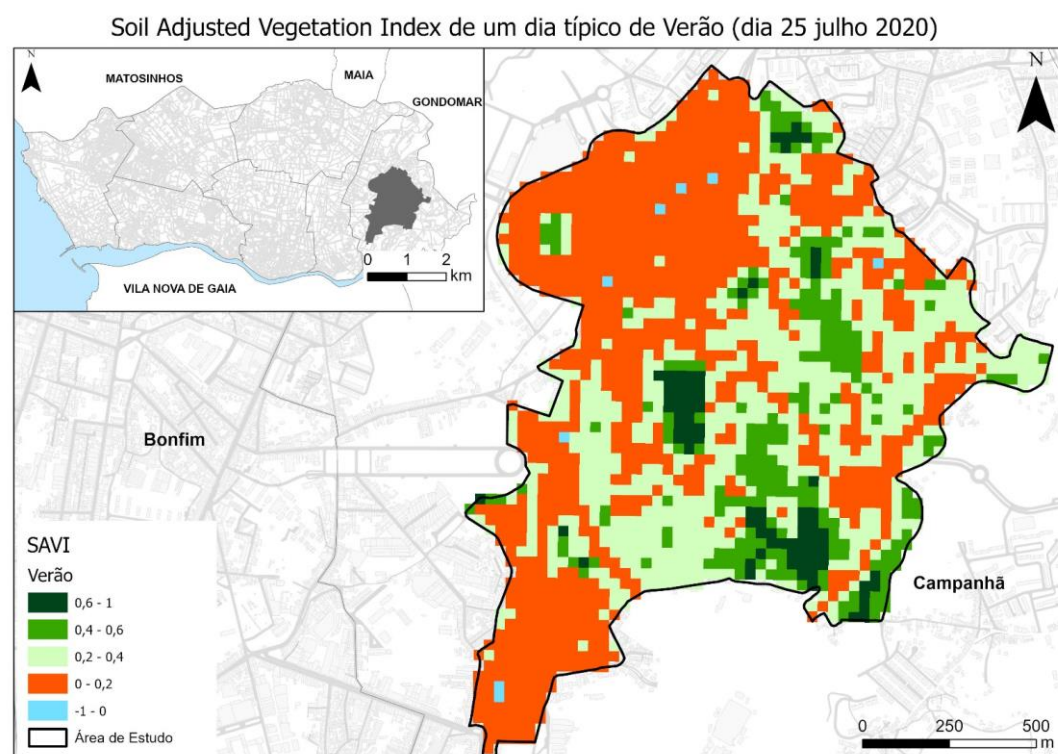 Soil Adjusted Vegetation Index de um dia típico de Verão (dia 25 julho 2020)
N
MATOSINHOS
MAIA
GONDOMAR
0 1 2
km
VILA NOVA DE GAIA
N
Bonfim
Campanhã
SAVI
Verão
0,6 - 1
0,4 - 0,6
0,2 - 0,4
0 - 0,2
-1 - 0
Área de Estudo
0 250 500
m